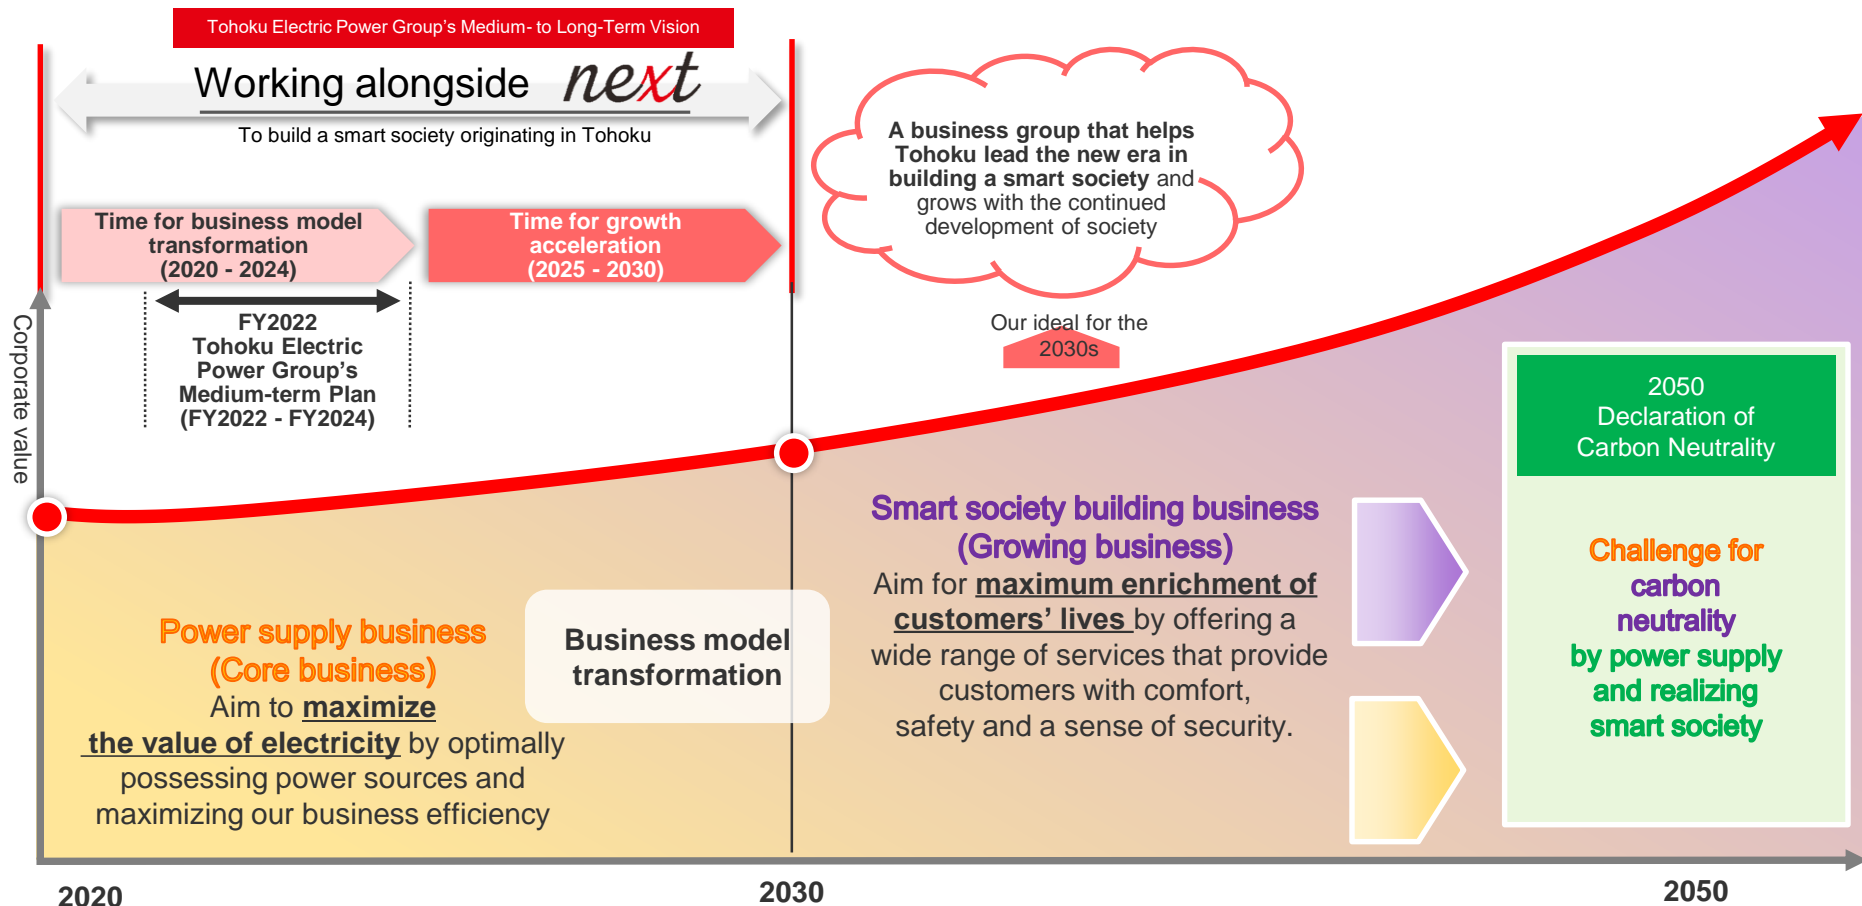 Tohoku Electric Power Group's Medium- to Long-Term Vision
Working alongside next
To build a smart society originating in Tohoku
Time for business model
transformation
(2020 - 2024)
Time for growth
acceleration
(2025 - 2030)
FY2022
Tohoku Electric
Power Group's
Medium-term Plan
(FY2022 - FY2024)
A business group that helps
Tohoku lead the new era in
building a smart society and
grows with the continued
development of society
Our ideal for the
2030s
Corporate value
2050
Declaration of
Carbon Neutrality
Challenge for
carbon
neutrality
by power supply
and realizing
smart society
Smart society building business
(Growing business)
Aim for maximum enrichment of
customers' lives by offering a
wide range of services that provide
customers with comfort,
safety and a sense of security.
Business model
transformation
Power supply business
(Core business)
Aim to maximize
the value of electricity by optimally
possessing power sources and
maximizing our business efficiency
2020
2030
2050